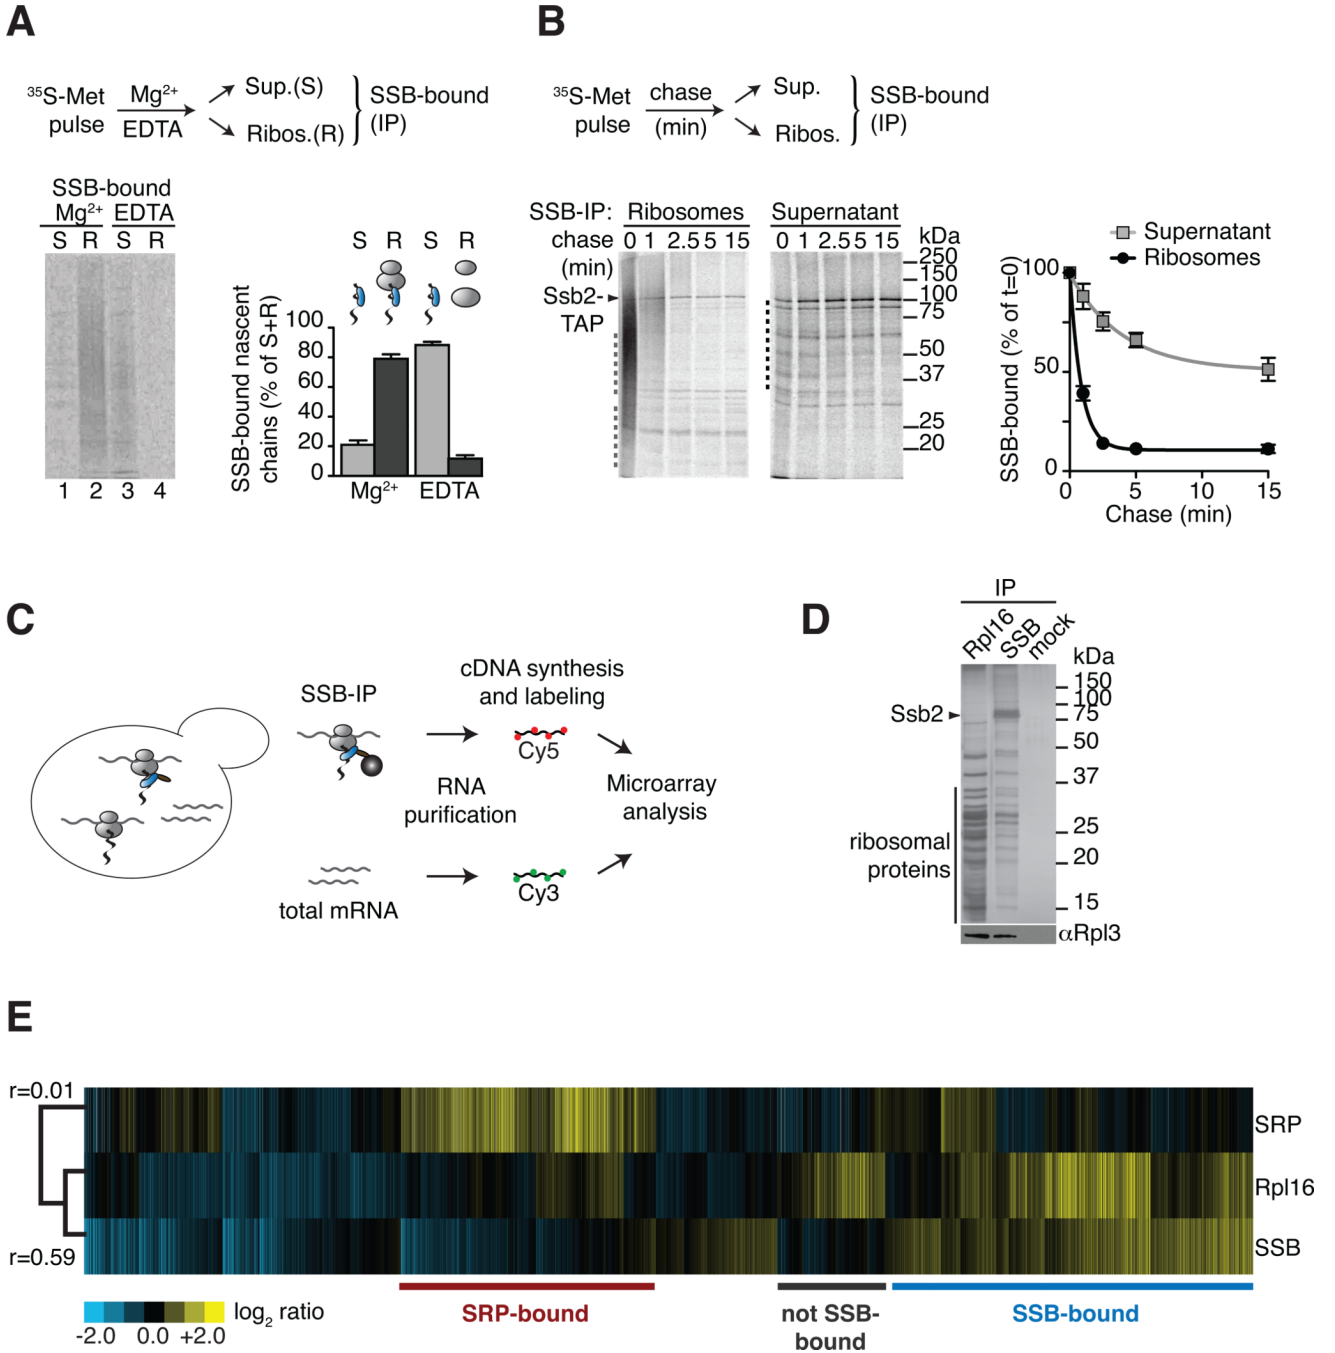 A
35S-Met
pulse
Mg2+
EDTA
Sup.(S)
Ribos.(R)
SSB-bound
(IP)
SSB-bound
Mg2+ EDTA
S R S R
1 2 3 4
S R S R
SSB-bound nascent
chains (% of S+R)
100
80
60
40
20
0
Mg2+ EDTA
B
35S-Met
pulse
chase
(min)
Sup.
Ribos.
SSB-bound
(IP)
SSB-IP: Ribosomes Supernatant
chase 0 1 2.5 5 15 0 1 2.5 5 15 kDa
(min)
Ssb2-
TAP
250
150
100
75
50
37
25
20
Supernatant
Ribosomes
SSB-bound (% of t=0)
100
50
0
0 5 10 15
Chase (min)
C
SSB-IP
cDNA synthesis
and labeling
Cy5
RNA
purification
Microarray
analysis
total mRNA
Cy3
D
IP
Rpl16
SSB
mock
kDa
Ssb2
150
100
75
50
37
25
20
15
ribosomal
proteins
αRpl3
E
r=0.01
r=0.59
SRP
Rpl16
SSB
SRP-bound
not SSB-
bound
SSB-bound
log2 ratio
-2.0 0.0 +2.0